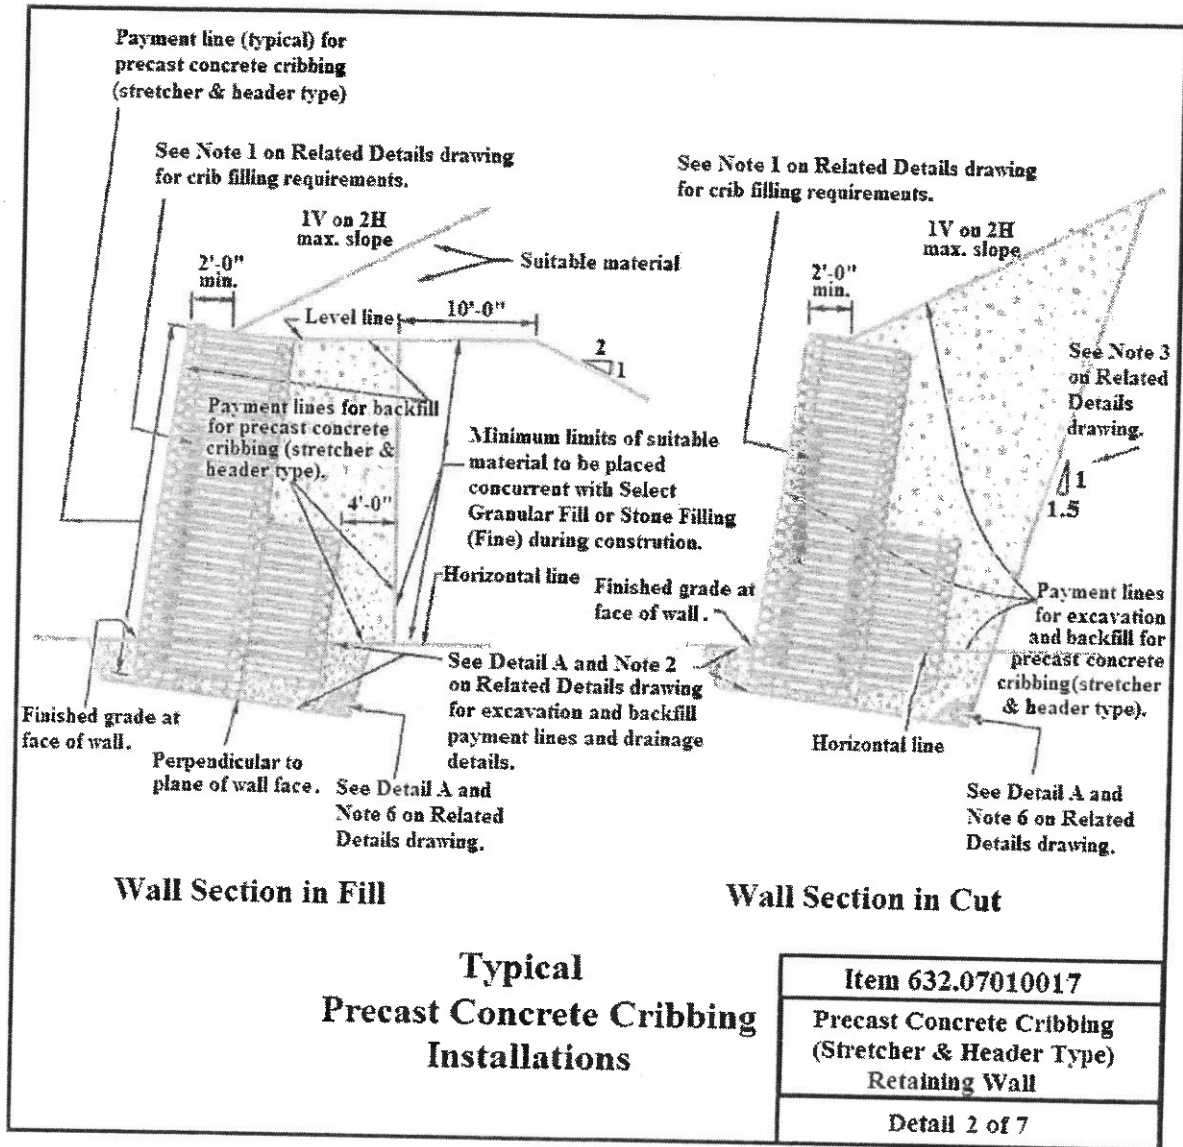 Payment line (typical) for
precast concrete cribbing
(stretcher & header type)
See Note 1 on Related Details drawing
for crib filling requirements.
1V on 2H
max. slope
2'-0"
min.
Suitable material
10'-0"
Level line
2
1
Payment lines for backfill
for precast concrete
cribbing (stretcher &
header type).
Minimum limits of suitable
material to be placed
concurrent with Select
Granular Fill or Stone Filling
(Fine) during constrution.
4'-0"
Horizontal line
See Detail A and Note 2
on Related Details drawing
for excavation and backfill
payment lines and drainage
details.
Finished grade at
face of wall.
Perpendicular to
plane of wall face.
See Detail A and
Note 6 on Related
Details drawing.
Wall Section in Fill
See Note 1 on Related Details drawing
for crib filling requirements.
1V on 2H
max. slope
2'-0"
min.
See Note 3
on Related
Details
drawing.
1
1.5
Finished grade at
face of wall.
Payment lines
for excavation
and backfill for
precast concrete
cribbing(stretcher
& header type).
Horizontal line
See Detail A and
Note 6 on Related
Details drawing.
Wall Section in Cut
Typical
Precast Concrete Cribbing
Installations
Item 632.07010017
Precast Concrete Cribbing
(Stretcher & Header Type)
Retaining Wall
Detail 2 of 7